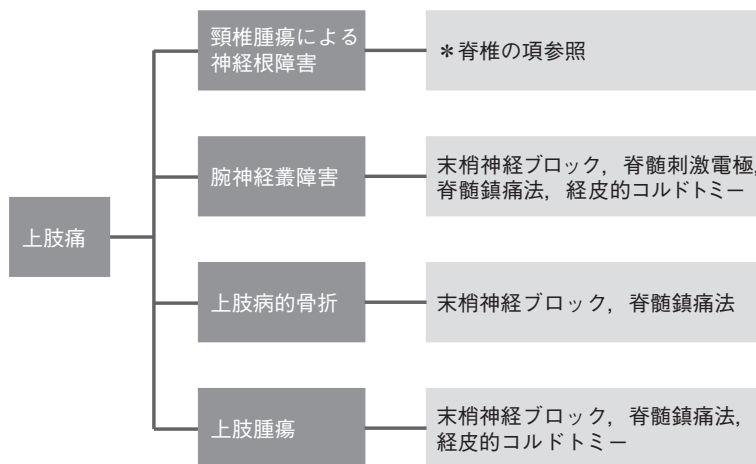 上肢痛
頸椎腫瘍による
神経根障害
＊脊椎の項参照
腕神経叢障害
末梢神経ブロック，脊髄刺激電極，
脊髄鎮痛法，経皮的コルドトミー
上肢病的骨折
末梢神経ブロック，脊髄鎮痛法
上肢腫瘍
末梢神経ブロック，脊髄鎮痛法，
経皮的コルドトミー